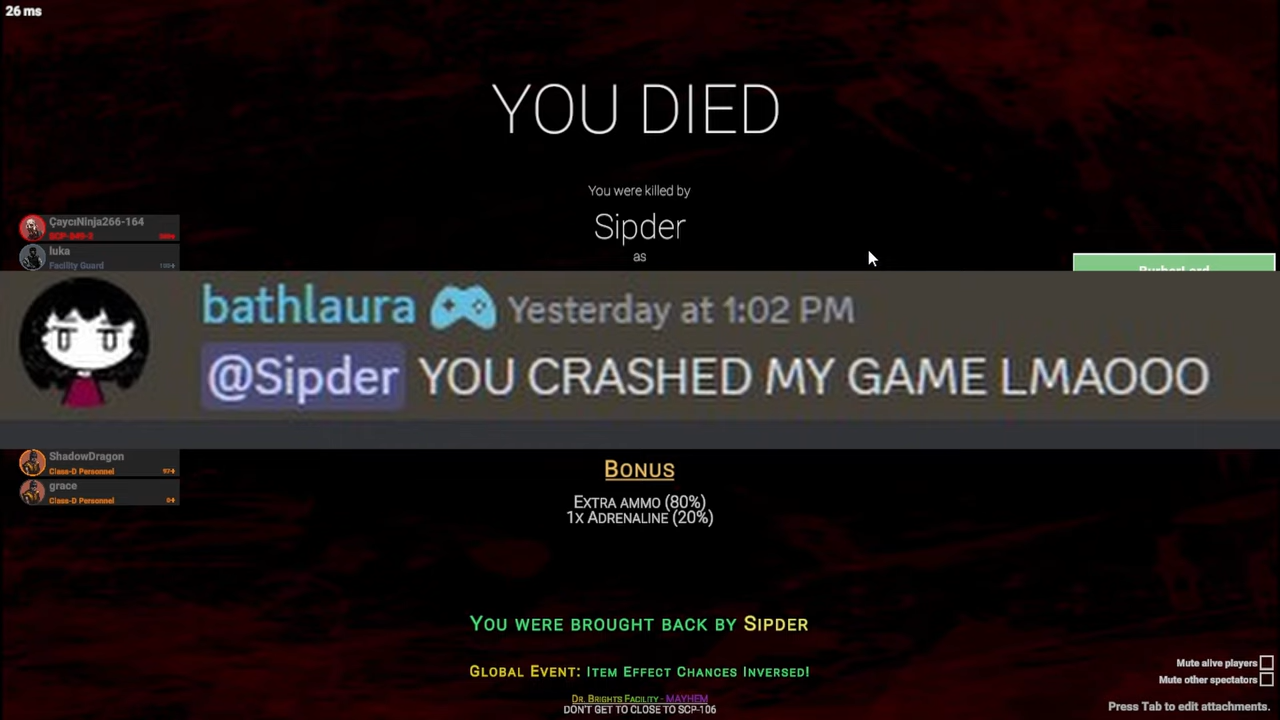 26 ms
YOU DIED
You were killed by
Sipder
as
ÇaycıNinja266-164
luka
Facility Guard
bathlaura Yesterday at 1:02 PM
@Sipder YOU CRASHED MY GAME LMAOOO
ShadowDragon
Class-D Personnel
grace
Class-D Personnel
BONUS
EXTRA AMMO (80%)
1X ADRENALINE (20%)
YOU WERE BROUGHT BACK BY SIPDER
GLOBAL EVENT: ITEM EFFECT CHANCES INVERSED!
DR. BRIGHTS FACILITY - MAYHEM
DON'T GET TO CLOSE TO SCP-106
Mute alive players
Mute other spectators
Press Tab to edit attachments.